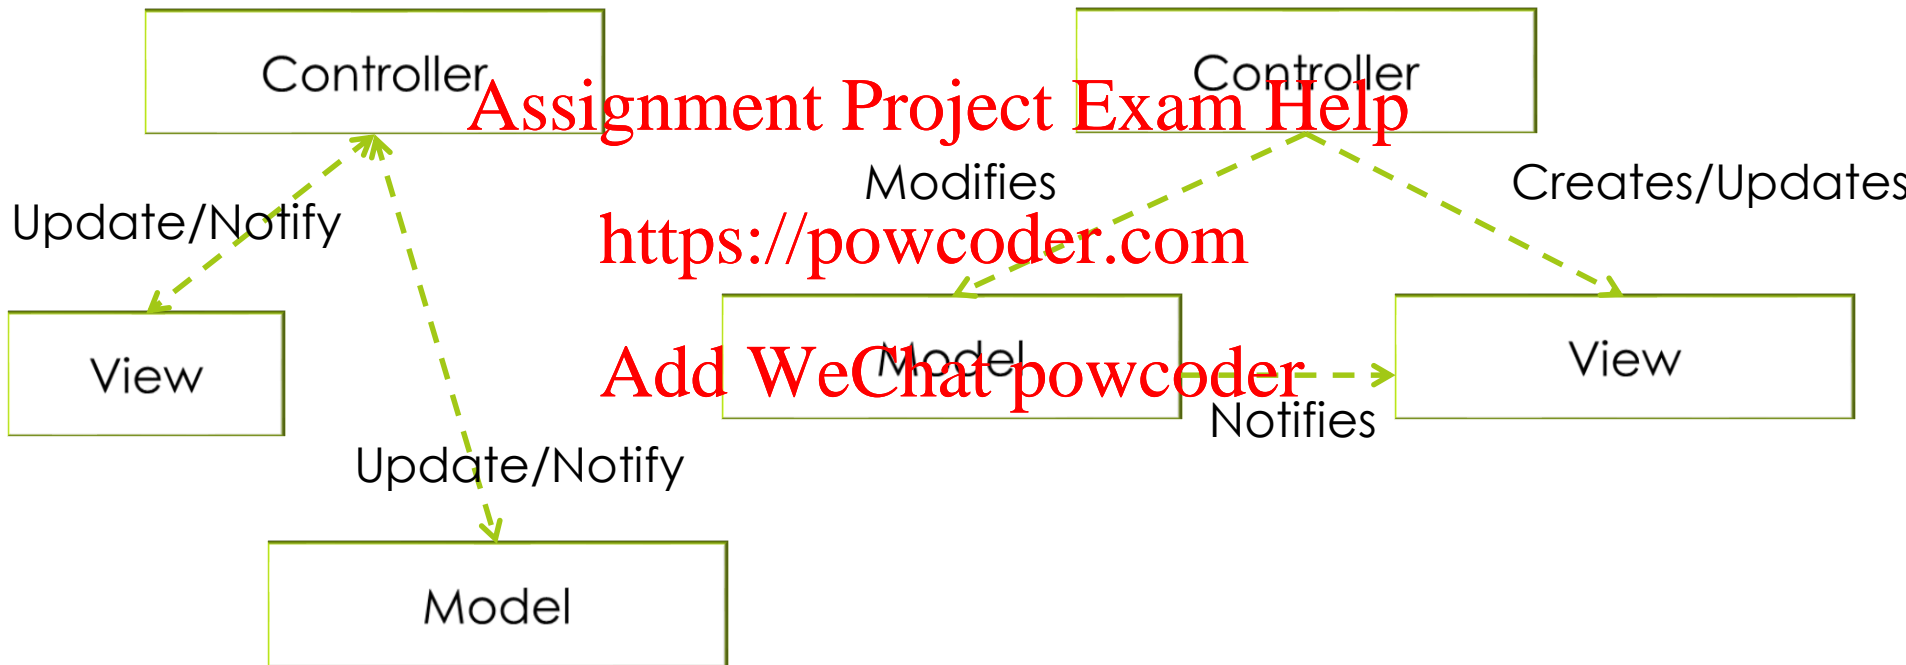 Controller
Update/Notify
View
Update/Notify
Model
Controller
Modifies
Creates/Updates
Model
Notifies
View
Assignment Project Exam Help
https://powcoder.com
Add WeChat powcoder